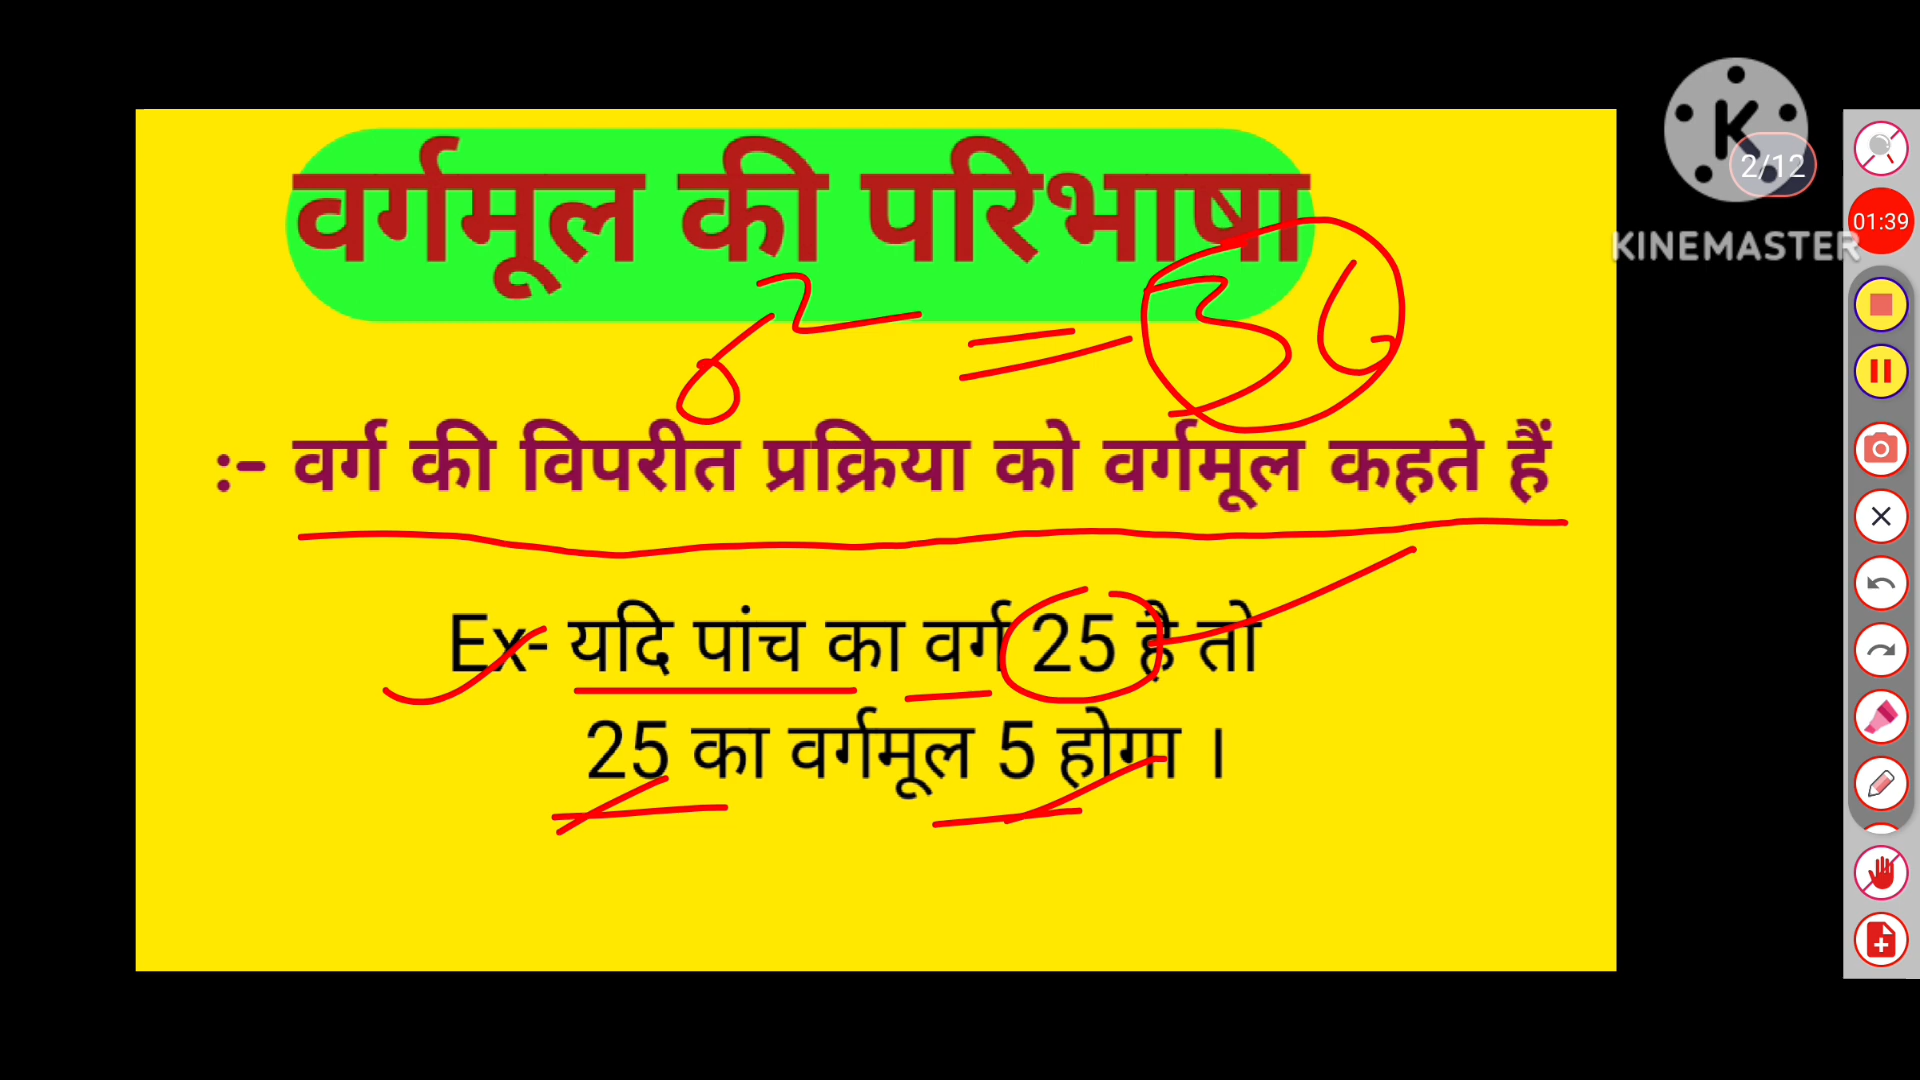 वर्गमूल की परिभाषा
6² = 36
:- वर्ग की विपरीत प्रक्रिया को वर्गमूल कहते हैं
Ex- यदि पांच का वर्ग 25 है तो
25 का वर्गमूल 5 होगा ।
K
2/12
KINEMASTER
01:39